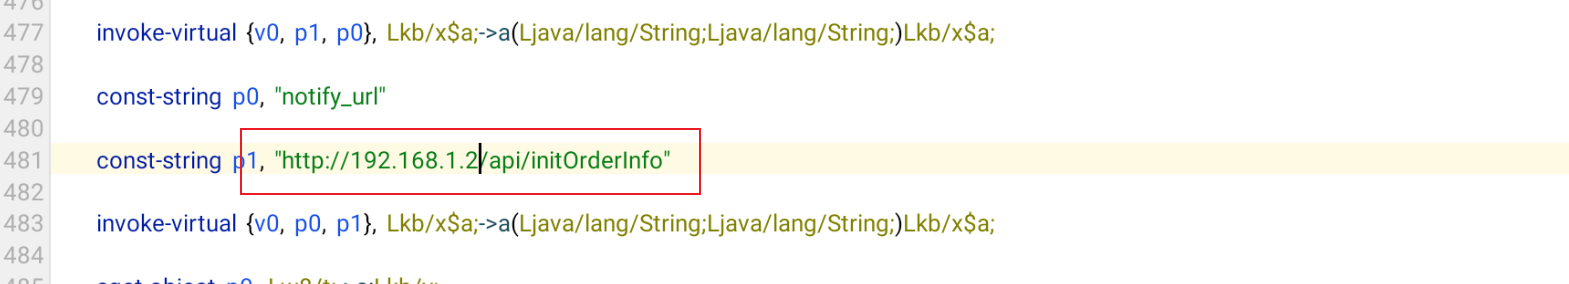 476
477 invoke-virtual {v0, p1, p0}, Lkb/x$a;->a(Ljava/lang/String;Ljava/lang/String;)Lkb/x$a;
478
479 const-string p0, "notify_url"
480
481 const-string p1, "http://192.168.1.2/api/initOrderInfo"
482
483 invoke-virtual {v0, p0, p1}, Lkb/x$a;->a(Ljava/lang/String;Ljava/lang/String;)Lkb/x$a;
484
485